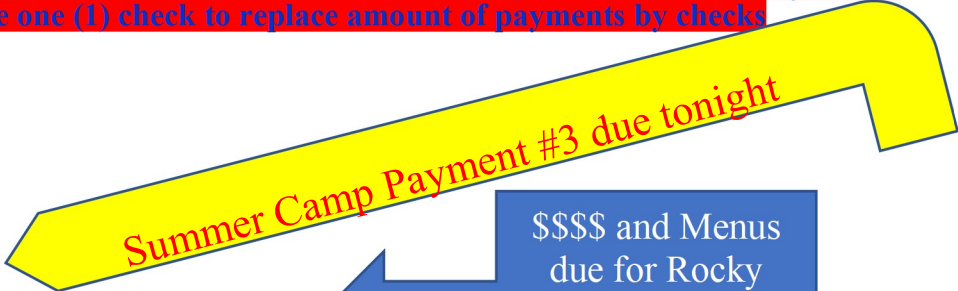 e one (1) check to replace amount of payments by checks
Summer Camp Payment #3 due tonight
$$$$ and Menus
due for Rocky